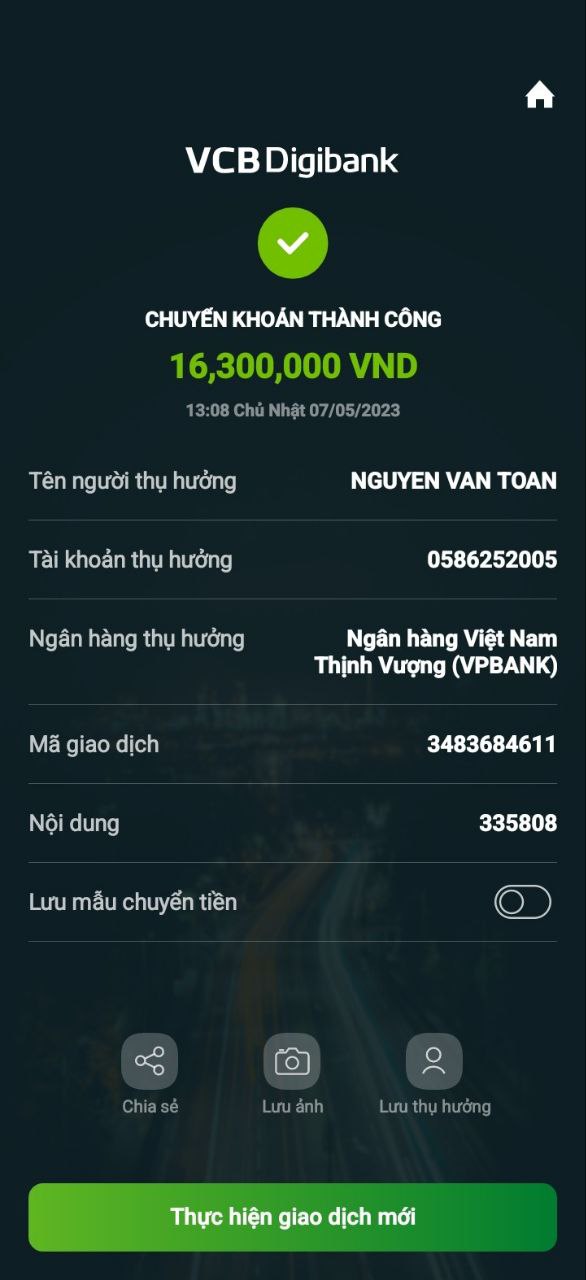 VCB Digibank
CHUYỂN KHOẢN THÀNH CÔNG
16,300,000 VND
13:08 Chủ Nhật 07/05/2023
Tên người thụ hưởng NGUYEN VAN TOAN
Tài khoản thụ hưởng 0586252005
Ngân hàng thụ hưởng Ngân hàng Việt Nam
Thịnh Vượng (VPBANK)
Mã giao dịch 3483684611
Nội dung 335808
Lưu mẫu chuyển tiền
Chia sẻ Lưu ảnh Lưu thụ hưởng
Thực hiện giao dịch mới